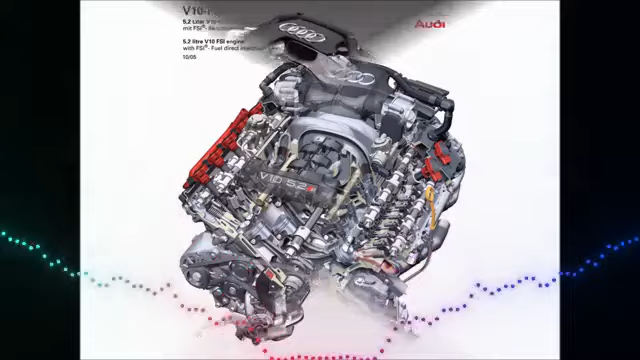 V10
5.2 Liter V10
mit FSI®-
5.2 litre V10 FSI engine
with FSI®- Fuel direct
10/05
Audi
V10 5.2